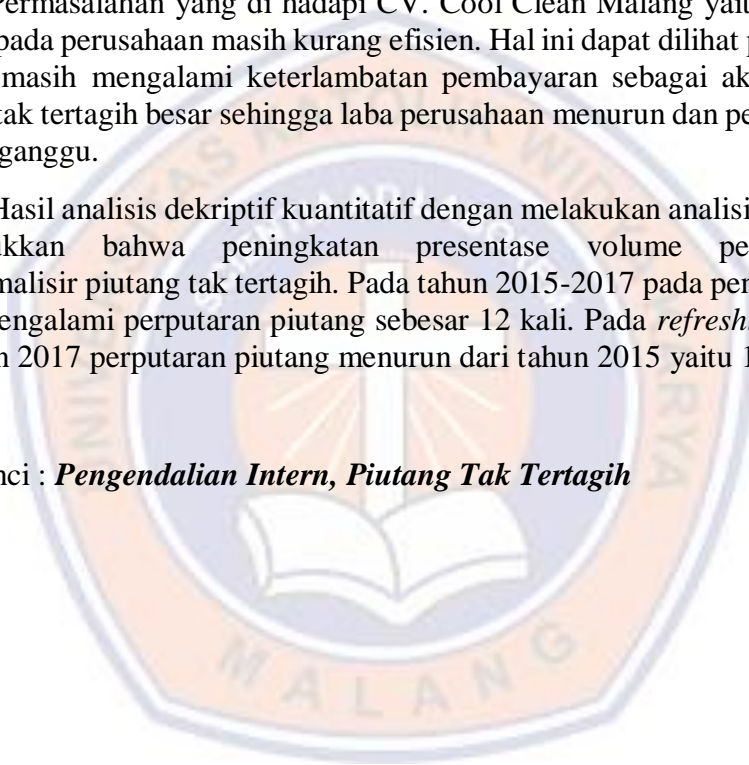 Permasalahan yang di hadapi CV. Cool Clean Malang yait
pada perusahaan masih kurang efisien. Hal ini dapat dilihat p
masih mengalami keterlambatan pembayaran sebagai ak
tak tertagih besar sehingga laba perusahaan menurun dan pe
ganggu.
Hasil analisis dekriptif kuantitatif dengan melakukan analisi
ukkan bahwa peningkatan presentase volume pe
malisir piutang tak tertagih. Pada tahun 2015-2017 pada per
engalami perputaran piutang sebesar 12 kali. Pada refresh
n 2017 perputaran piutang menurun dari tahun 2015 yaitu 1
nci : Pengendalian Intern, Piutang Tak Tertagih
MALANG